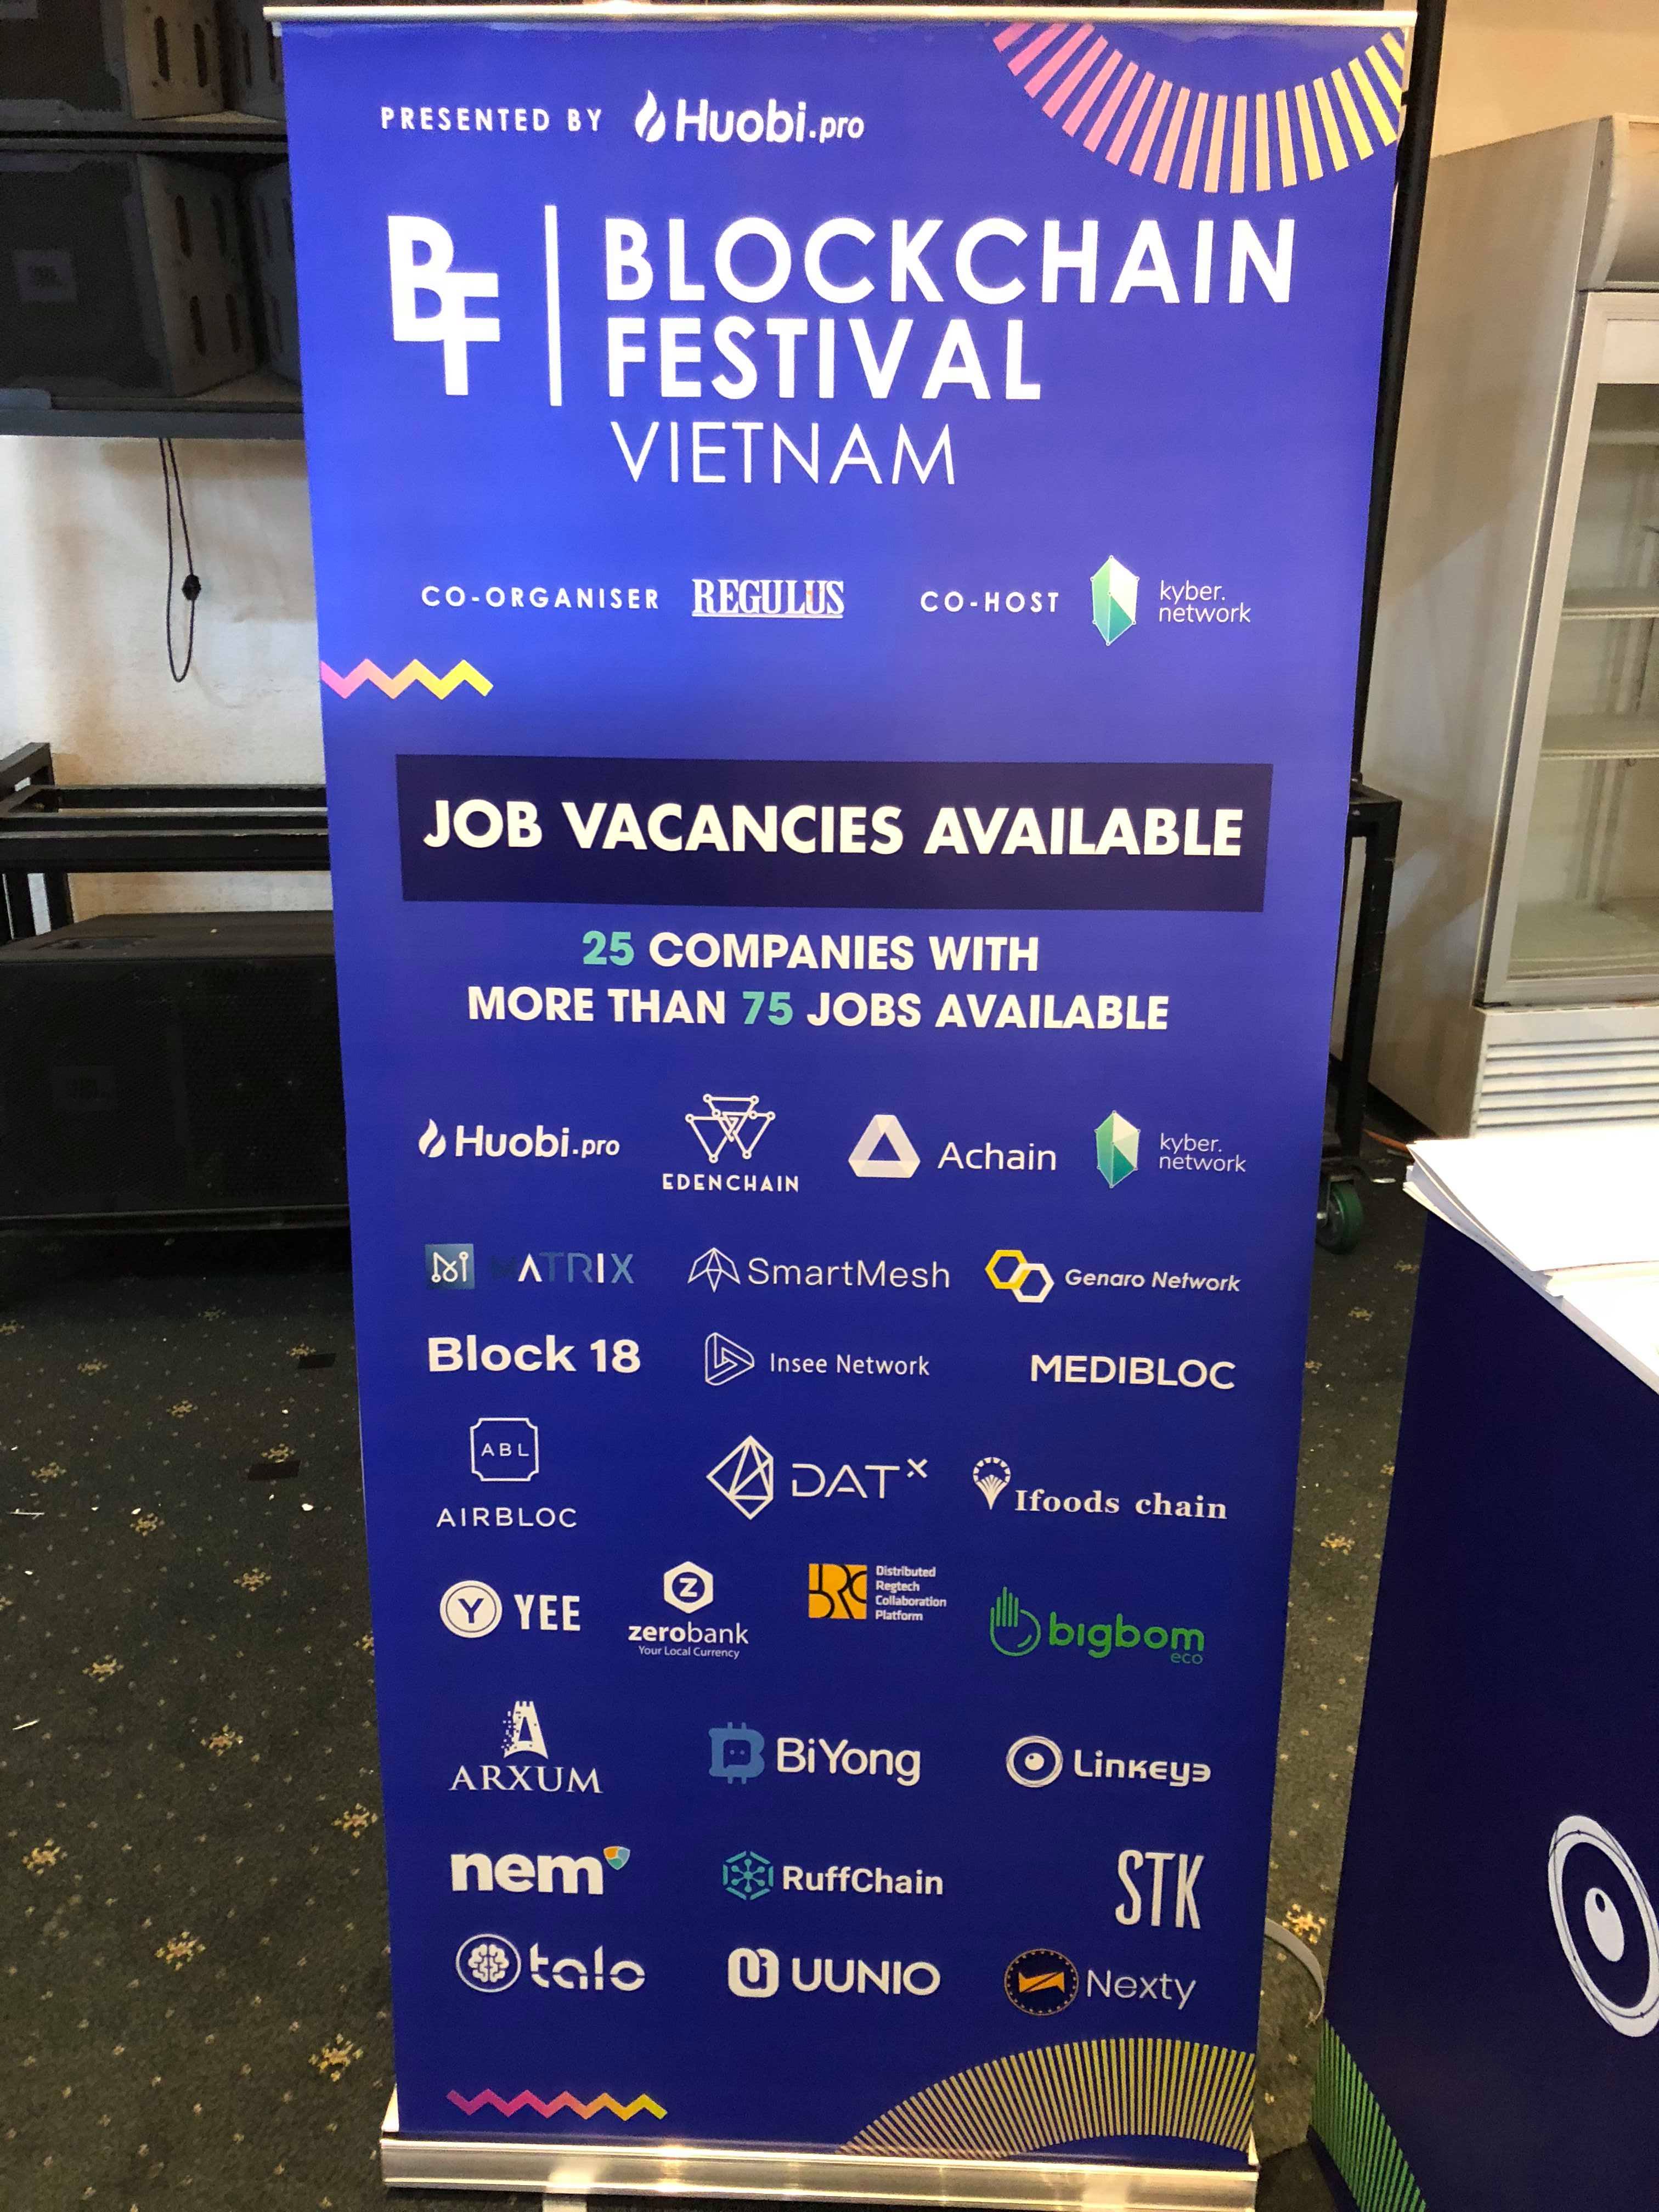 PRESENTED BY Huobi.pro
BF BLOCKCHAIN
FESTIVAL
VIETNAM
CO-ORGANISER REGULUS CO-HOST kyber.
network
JOB VACANCIES AVAILABLE
25 COMPANIES WITH
MORE THAN 75 JOBS AVAILABLE
Huobi.pro
EDENCHAIN
Achain
kyber.
network
MATRIX
SmartMesh
Genaro Network
Block 18
Insee Network
MEDIBLOC
ABL
AIRBLOC
DATx
Ifoods chain
Y YEE
Z
zerobank
Your Local Currency
DRC
Distributed
Regtech
Collaboration
Platform
bigbom
eco
ARXUM
BiYong
Linkeye
nem
RuffChain
STK
talo
UUNIO
Nexty